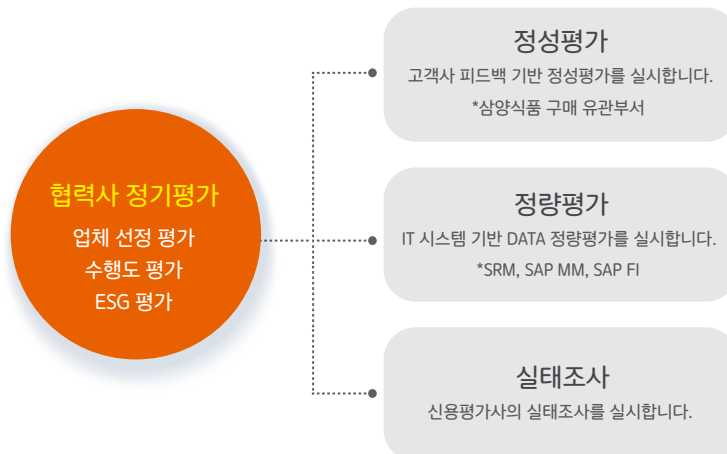 협력사 정기평가
업체 선정 평가
수행도 평가
ESG 평가
정성평가
고객사 피드백 기반 정성평가를 실시합니다.
*삼양식품 구매 유관부서
정량평가
IT 시스템 기반 DATA 정량평가를 실시합니다.
*SRM, SAP MM, SAP FI
실태조사
신용평가사의 실태조사를 실시합니다.